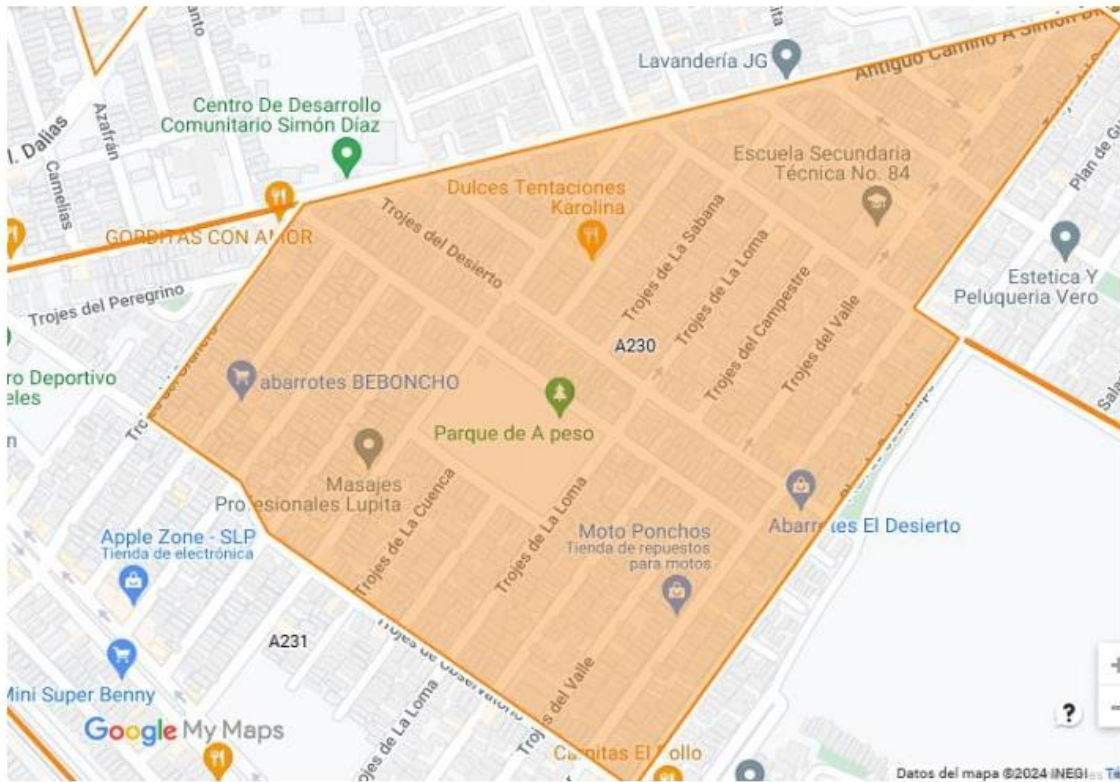 Lavandería JG
Antiguo Camino A Simón
Azafrán
Camelias
Dalias
Centro De Desarrollo
Comunitario Simón Díaz
Dulces Tentaciones
Karolina
Escuela Secundaria
Técnica No. 84
Plan de
GORDITAS CON AMOR
Trojes del Desierto
Trojes de La Sabana
Trojes de La Loma
Trojes del Campestre
Trojes del Valle
Estetica Y
Peluqueria Vero
Trojes del Peregrino
A230
ro Deportivo
eles
abarrotes BEBONCHO
Parque de A peso
Masajes
Profesionales Lupita
Trojes de La Cuenca
Trojes de La Loma
Moto Ponchos
Tienda de repuestos
para motos
Abarrotes El Desierto
Apple Zone - SLP
Tienda de electrónica
A231
Mini Super Benny
Trojes de La Loma
Trojes del Valle
Google My Maps
Carnitas El Pollo
?
Datos del mapa ©2024 INEGI